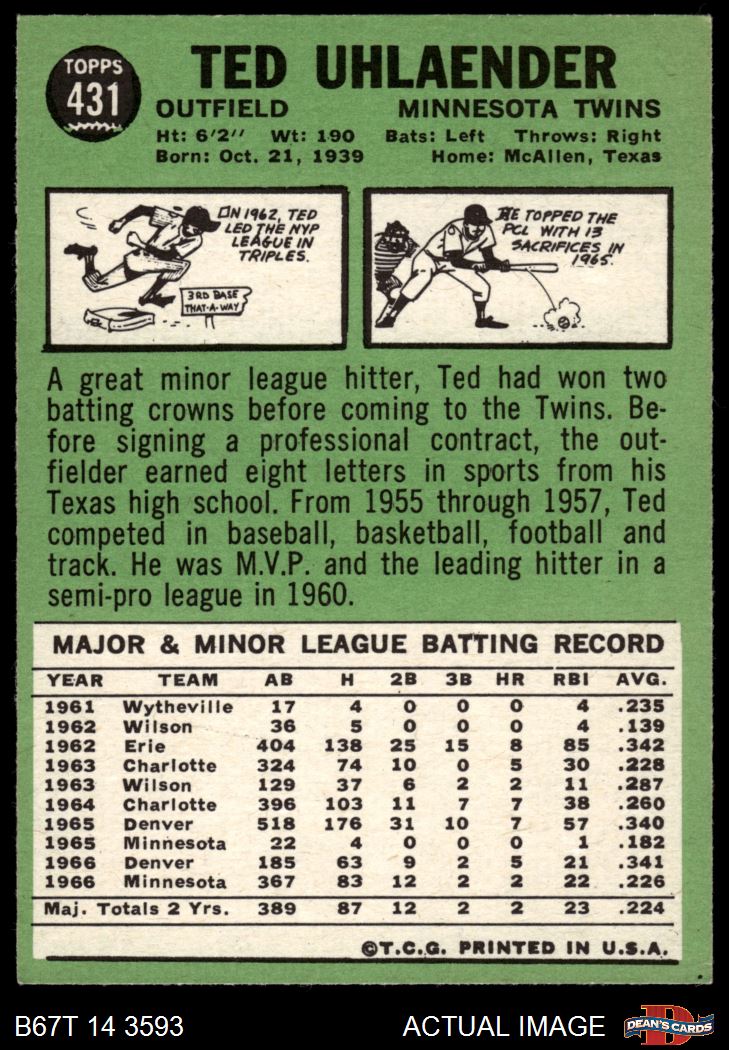 TOPPS
431
TED UHLAENDER
OUTFIELD MINNESOTA TWINS
Ht: 6'2" Wt: 190 Bats: Left Throws: Right
Born: Oct. 21, 1939 Home: McAllen, Texas
IN 1962, TED
LED THE NYP
LEAGUE IN
TRIPLES.
3RD BASE
THAT-A-WAY
HE TOPPED THE
PCL WITH 13
SACRIFICES IN
1965.
A great minor league hitter, Ted had won two
batting crowns before coming to the Twins. Be-
fore signing a professional contract, the out-
fielder earned eight letters in sports from his
Texas high school. From 1955 through 1957, Ted
competed in baseball, basketball, football and
track. He was M.V.P. and the leading hitter in a
semi-pro league in 1960.
MAJOR & MINOR LEAGUE BATTING RECORD
YEAR TEAM AB H 2B 3B HR RBI AVG.
1961 Wytheville 17 4 0 0 0 4 .235
1962 Wilson 36 5 0 0 0 4 .139
1962 Erie 404 138 25 15 8 85 .342
1963 Charlotte 324 74 10 0 5 30 .228
1963 Wilson 129 37 6 2 2 11 .287
1964 Charlotte 396 103 11 7 7 38 .260
1965 Denver 518 176 31 10 7 57 .340
1965 Minnesota 22 4 0 0 0 1 .182
1966 Denver 185 63 9 2 5 21 .341
1966 Minnesota 367 83 12 2 2 22 .226
Maj. Totals 2 Yrs. 389 87 12 2 2 23 .224
©T.C.G. PRINTED IN U.S.A.
B67T 14 3593 ACTUAL IMAGE
D
DEAN'S CARDS